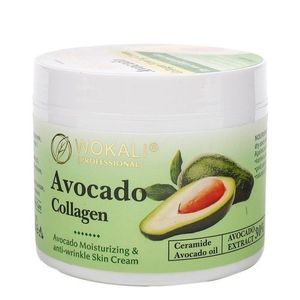 WOKALI®
PROFESSIONAL
Avocado
Collagen
Avocado Moisturizing &
anti-wrinkle Skin Cream
Ceramide
Avocado oil
AVOCADO
EXTRACT